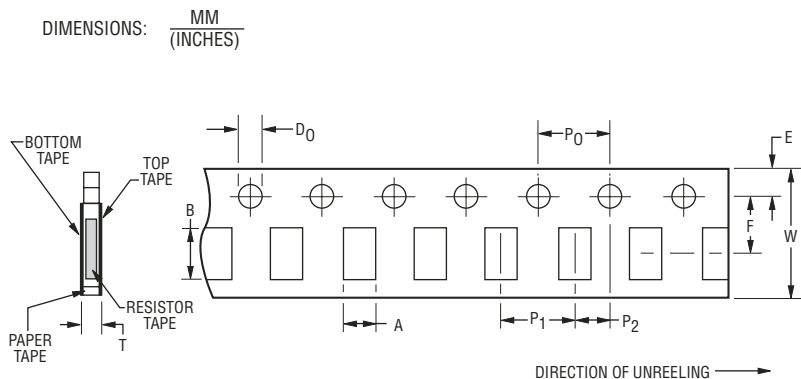 DIMENSIONS: MM
(INCHES)
BOTTOM
TAPE
TOP
TAPE
D0
P0
E
B
F
W
RESISTOR
TAPE
PAPER
TAPE
T
A
P1
P2
DIRECTION OF UNREELING